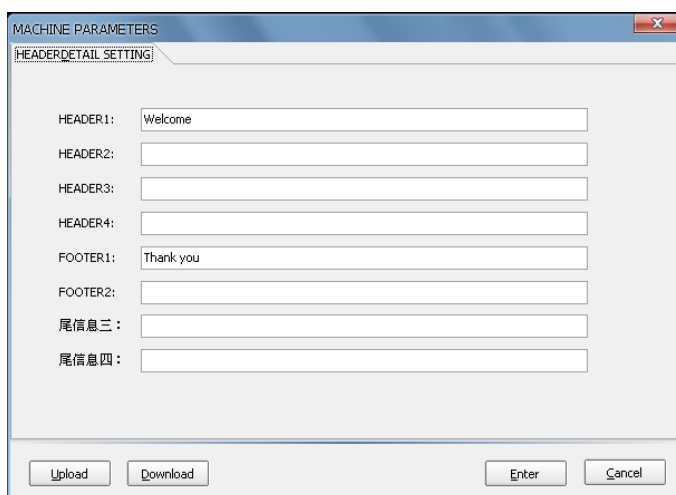 MACHINE PARAMETERS
HEADERDETAIL SETTING
HEADER1: Welcome
HEADER2:
HEADER3:
HEADER4:
FOOTER1: Thank you
FOOTER2:
尾信息三：
尾信息四：
Upload Download Enter Cancel